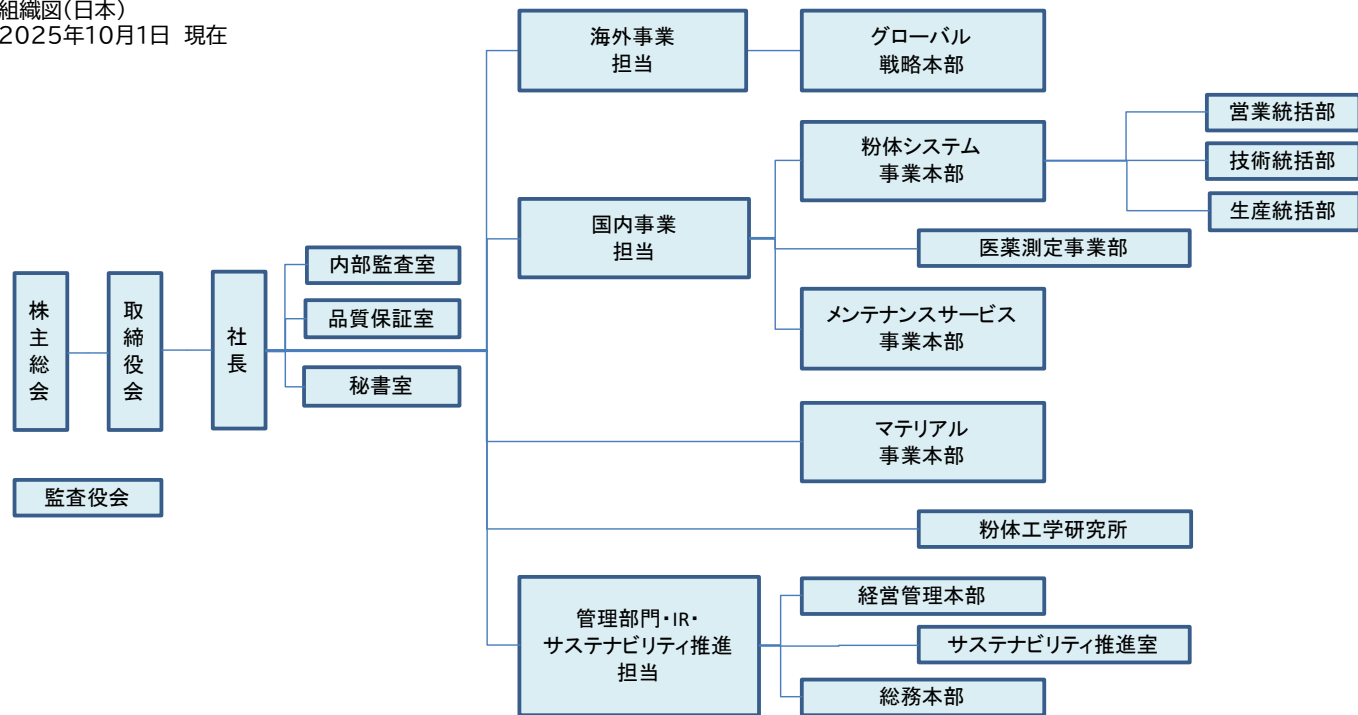 組織図(日本)
2025年10月1日 現在
株主総会
取締役会
監査役会
社長
内部監査室
品質保証室
秘書室
海外事業
担当
グローバル
戦略本部
国内事業
担当
粉体システム
事業本部
営業統括部
技術統括部
生産統括部
医薬測定事業部
メンテナンスサービス
事業本部
マテリアル
事業本部
粉体工学研究所
管理部門・IR・
サステナビリティ推進
担当
経営管理本部
サステナビリティ推進室
総務本部